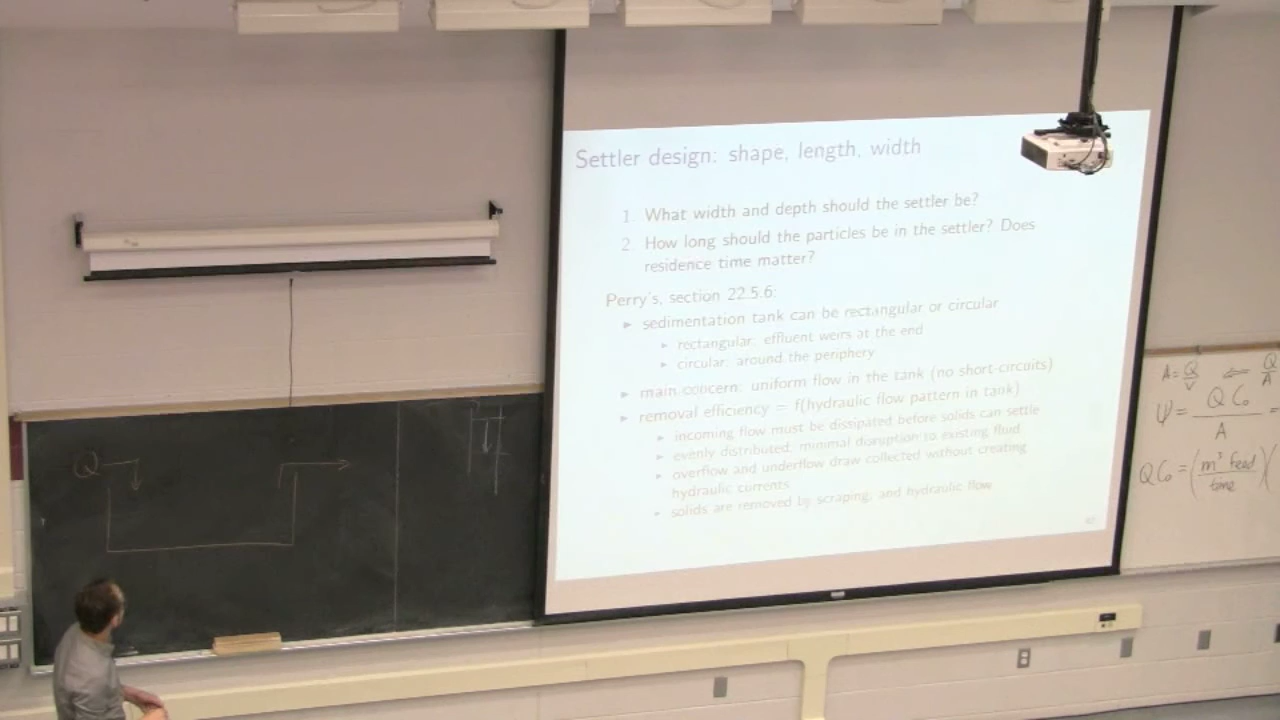 Settler design: shape, length, width
1. What width and depth should the settler be?
2. How long should the particles be in the settler? Does
residence time matter?
Perry's, section 22.5.6:
▶ sedimentation tank can be rectangular or circular
▶ rectangular: effluent weirs at the end
▶ circular: around the periphery
▶ main concern: uniform flow in the tank (no short-circuits)
▶ removal efficiency = f(hydraulic flow pattern in tank)
▶ incoming flow must be dissipated before solids can settle
▶ evenly distributed: minimal disruption to existing fluid
▶ overflow and underflow draw collected without creating
hydraulic currents
▶ solids are removed by scraping, and hydraulic flow
Q
A = Q/v ⇐ Q/A
Ψ = Q C₀/A =
Q C₀ = (m³ feed/time)(